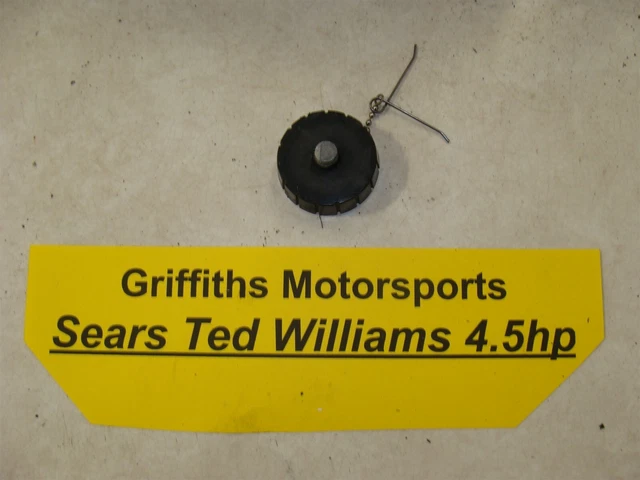 Griffiths Motorsports
Sears Ted Williams 4.5hp